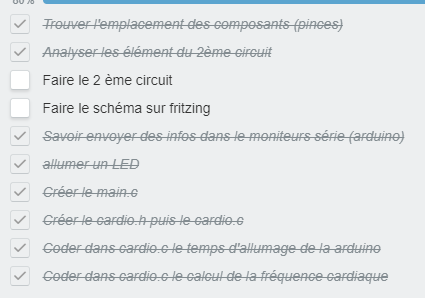 80%
Trouver l'emplacement des composants (pinces)
Analyser les élément du 2ème circuit
Faire le 2 ème circuit
Faire le schéma sur fritzing
Savoir envoyer des infos dans le moniteurs série (arduino)
allumer un LED
Créer le main.c
Créer le cardio.h puis le cardio.c
Coder dans cardio.c le temps d'allumage de la arduino
Coder dans cardio.c le calcul de la fréquence cardiaque